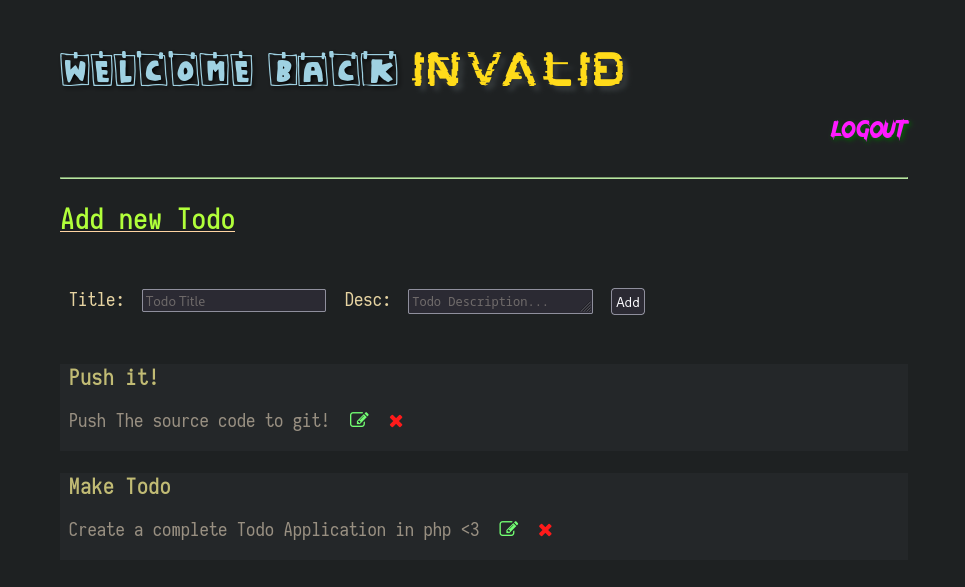 WELCOME BACK INVALID
LOGOUT
Add new Todo
Title: Todo Title Desc: Todo Description... Add
Push it!
Push The source code to git!
Make Todo
Create a complete Todo Application in php <3